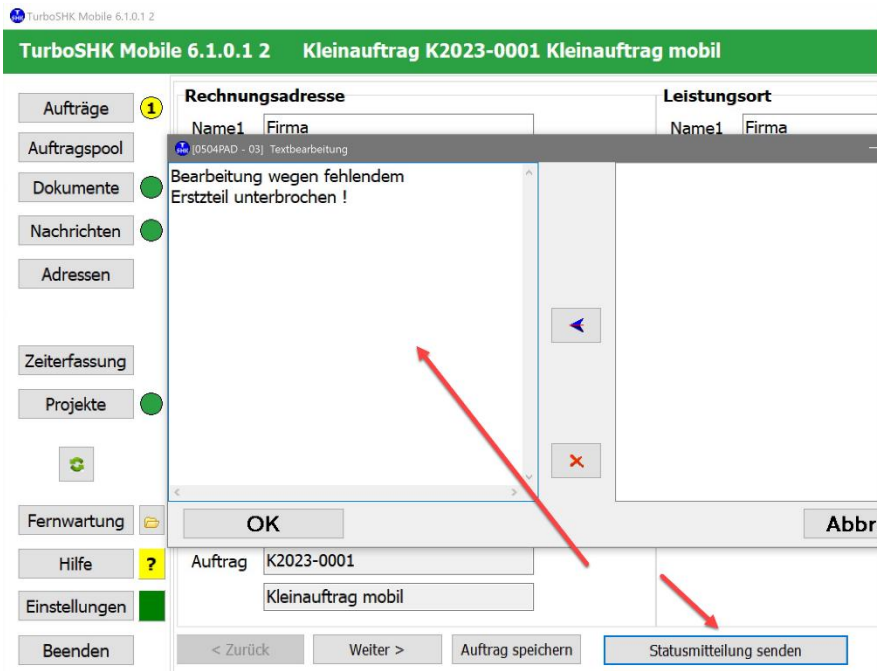 TurboSHK Mobile 6.1.0.1 2
TurboSHK Mobile 6.1.0.1 2 Kleinauftrag K2023-0001 Kleinauftrag mobil
Aufträge 1
Auftragspool
Dokumente
Nachrichten
Adressen
Zeiterfassung
Projekte
Fernwartung
Hilfe ?
Einstellungen
Beenden
Rechnungsadresse
Name1 Firma
Leistungsort
Name1 Firma
[0504PAD - 03] Textbearbeitung
Bearbeitung wegen fehlendem
Erstzteil unterbrochen !
OK
Abbr
Auftrag K2023-0001
Kleinauftrag mobil
< Zurück
Weiter >
Auftrag speichern
Statusmitteilung senden